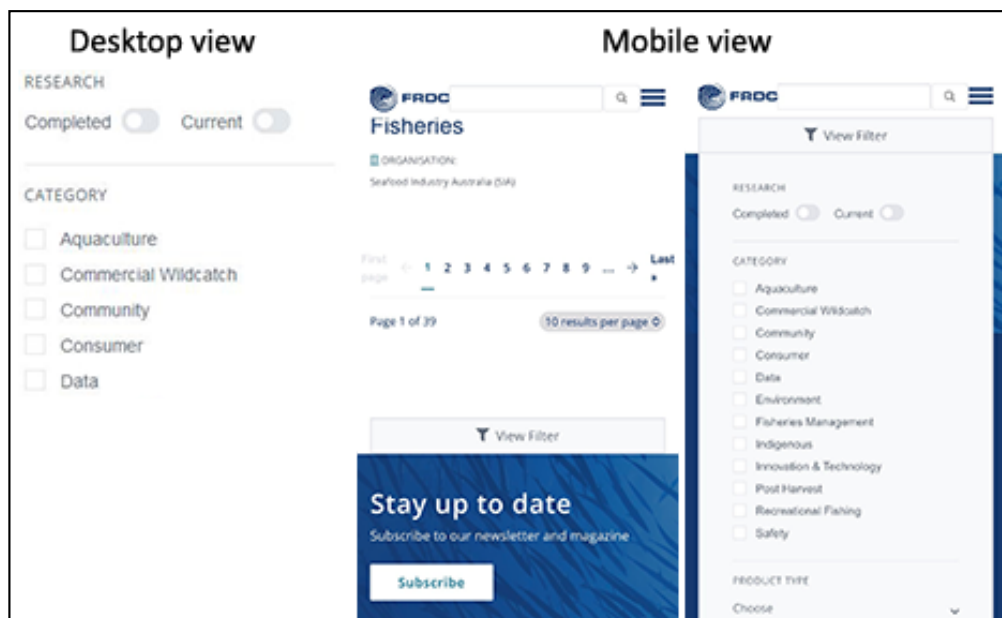 Desktop view
RESEARCH
Completed Current
CATEGORY
Aquaculture
Commercial Wildcatch
Community
Consumer
Data
Mobile view
FRDC
Fisheries
ORGANISATION:
Seafood Industry Australia (SIA)
First page ← 1 2 3 4 5 6 7 8 9 ... → Last »
Page 1 of 39 10 results per page
View Filter
Stay up to date
Subscribe to our newsletter and magazine
Subscribe
FRDC
View Filter
RESEARCH
Completed Current
CATEGORY
Aquaculture
Commercial Wildcatch
Community
Consumer
Data
Environment
Fisheries Management
Indigenous
Innovation & Technology
Post Harvest
Recreational Fishing
Safety
PRODUCT TYPE
Choose